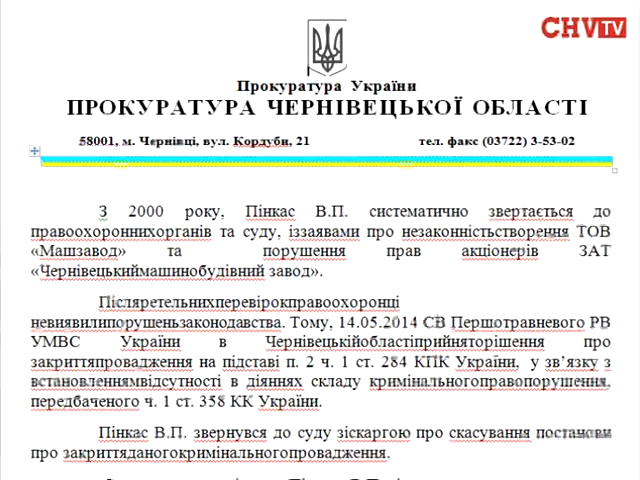 CHVTV
Прокуратура України
ПРОКУРАТУРА ЧЕРНІВЕЦЬКОЇ ОБЛАСТІ
58001, м. Чернівці, вул. Кордуби, 21 тел. факс (03722) 3-53-02
З 2000 року, Пінкас В.П. систематично звертається до
правоохороннихорганів та суду, іззаявами про незаконністьстворення ТОВ
«Машзавод» та порушення прав акціонерів ЗАТ
«Чернівецькиймашинобудівний завод».
Післяретельнихперевірокправоохоронці
невиявилипорушеньзаконодавства. Тому, 14.05.2014 СВ Першотравневого РВ
УМВС України в Чернівецькійобластіприйняторішення про
закриттяпровадження на підставі п. 2 ч. 1 ст. 284 КПК України, у зв’язку з
встановленнямвідсутності в діяннях складу кримінальногоправопорушення,
передбаченого ч. 1 ст. 358 КК України.
Пінкас В.П. звернувся до суду зіскаргою про скасування постанови
про закриттяданогокримінальногопровадження.